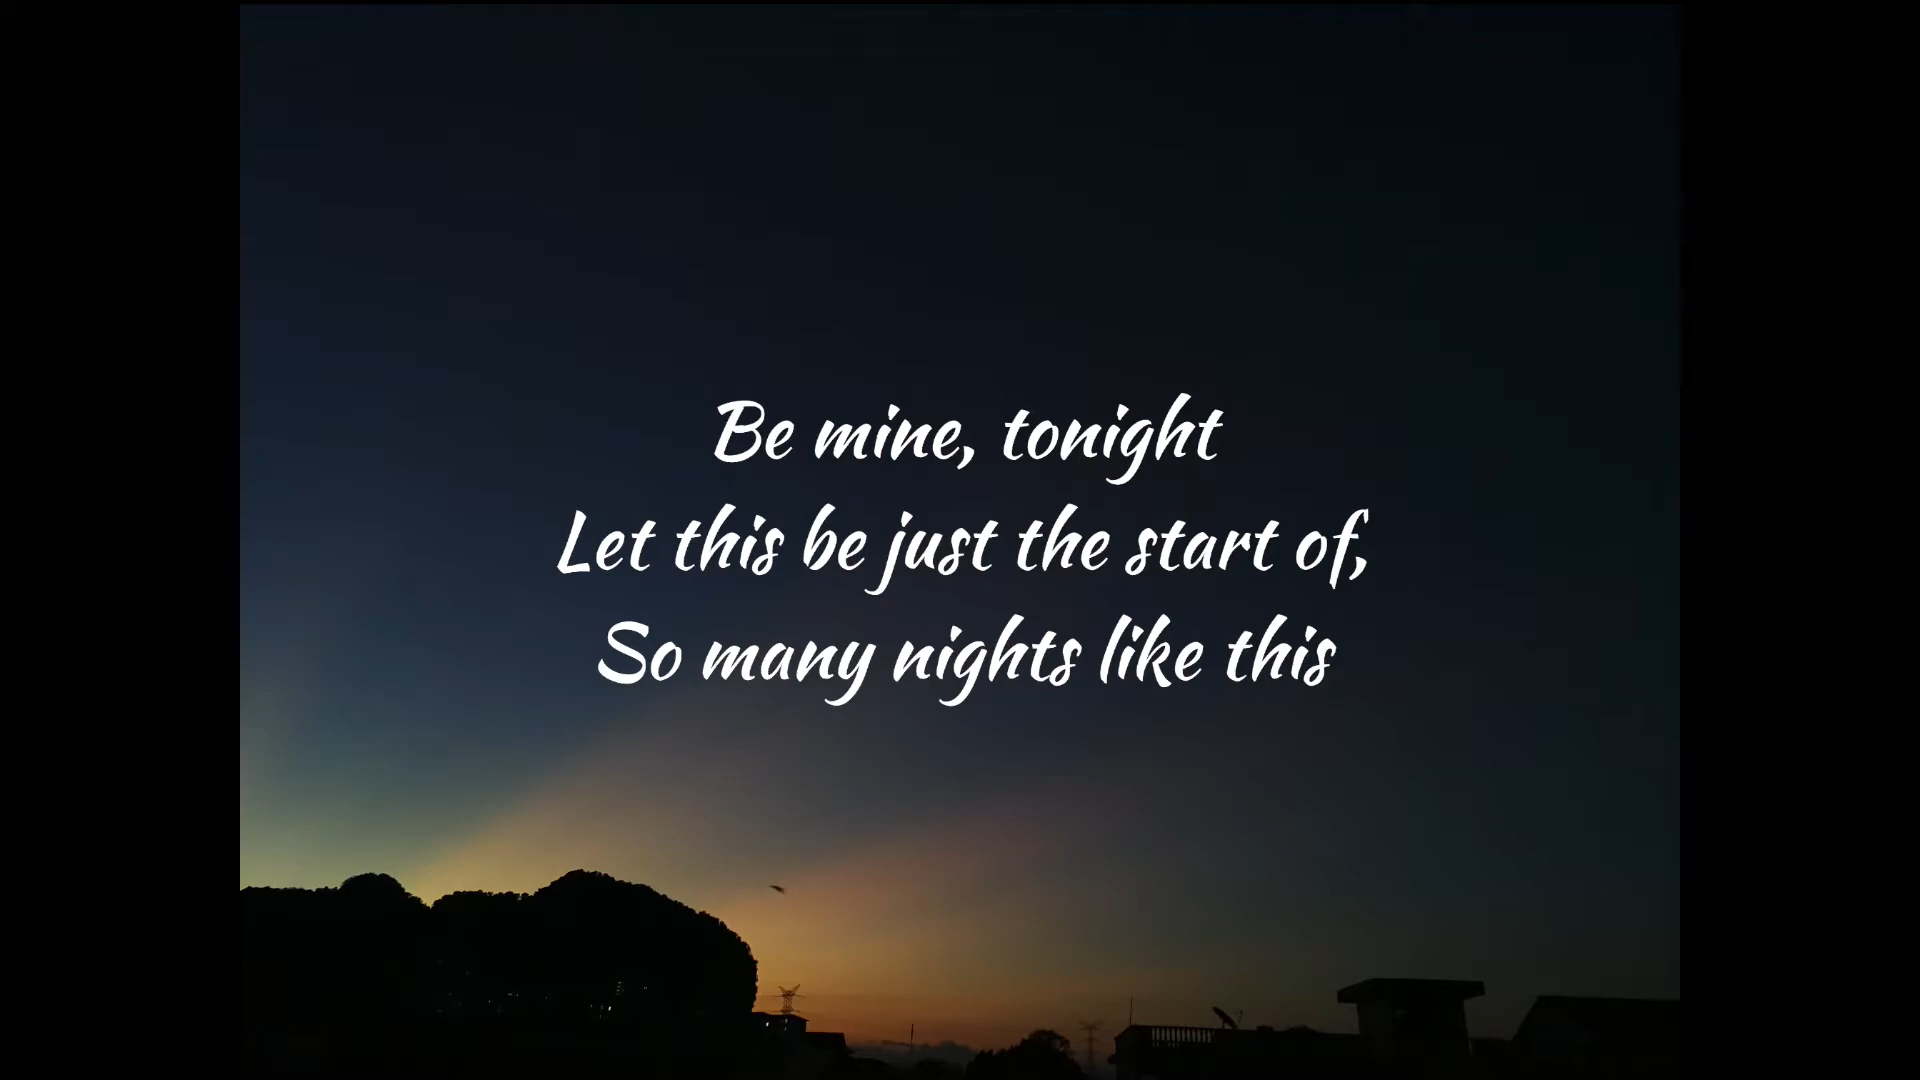 Be mine, tonight
Let this be just the start of,
So many nights like this